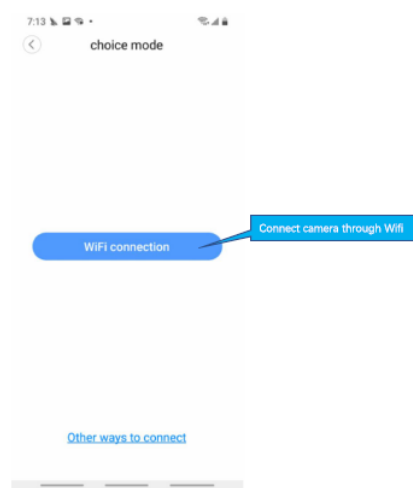 7:13
choice mode
WiFi connection
Connect camera through Wifi
Other ways to connect